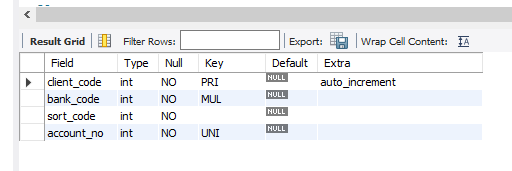 Result Grid Filter Rows: Export: Wrap Cell Content: IA
Field Type Null Key Default Extra
client_code int NO PRI NULL auto_increment
bank_code int NO MUL NULL
sort_code int NO NULL
account_no int NO UNI NULL